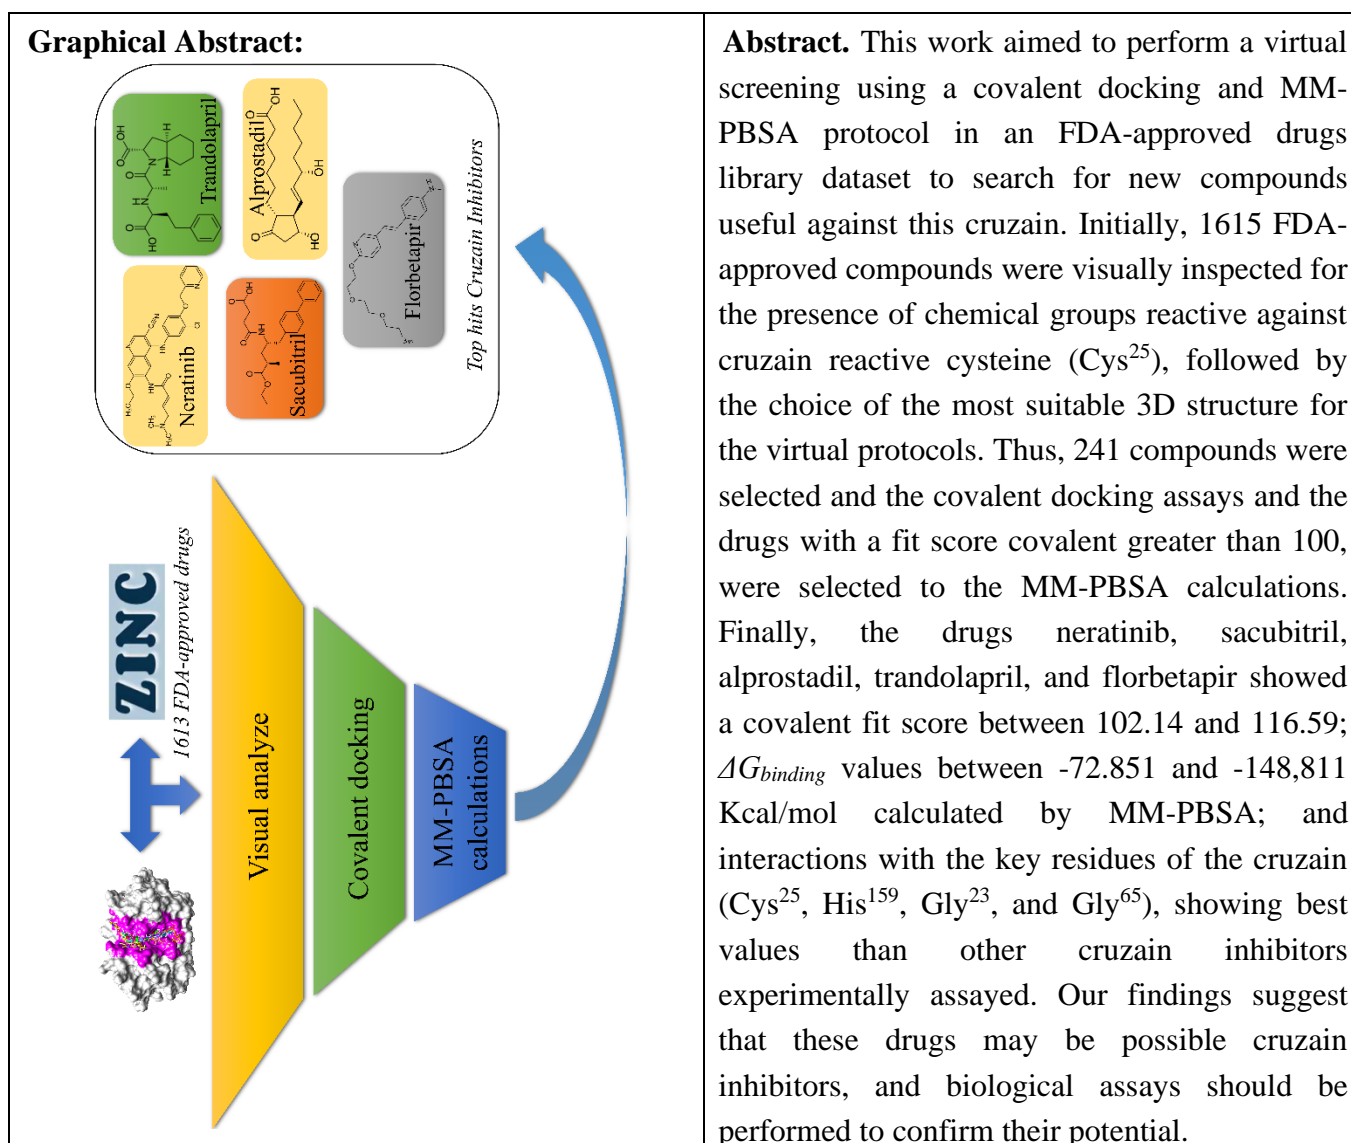 Graphical Abstract:
ZINC
1613 FDA-approved drugs
Visual analyze
Covalent docking
MM-PBSA
calculations
Neratinib
Trandolapril
Sacubitril
Alprostadil
Florbetapir
Top hits Cruzain Inhibitors
Abstract. This work aimed to perform a virtual
screening using a covalent docking and MM-
PBSA protocol in an FDA-approved drugs
library dataset to search for new compounds
useful against this cruzain. Initially, 1615 FDA-
approved compounds were visually inspected for
the presence of chemical groups reactive against
cruzain reactive cysteine (Cys25), followed by
the choice of the most suitable 3D structure for
the virtual protocols. Thus, 241 compounds were
selected and the covalent docking assays and the
drugs with a fit score covalent greater than 100,
were selected to the MM-PBSA calculations.
Finally, the drugs neratinib, sacubitril,
alprostadil, trandolapril, and florbetapir showed
a covalent fit score between 102.14 and 116.59;
ΔGbinding values between -72.851 and -148,811
Kcal/mol calculated by MM-PBSA; and
interactions with the key residues of the cruzain
(Cys25, His159, Gly23, and Gly65), showing best
values than other cruzain inhibitors
experimentally assayed. Our findings suggest
that these drugs may be possible cruzain
inhibitors, and biological assays should be
performed to confirm their potential.